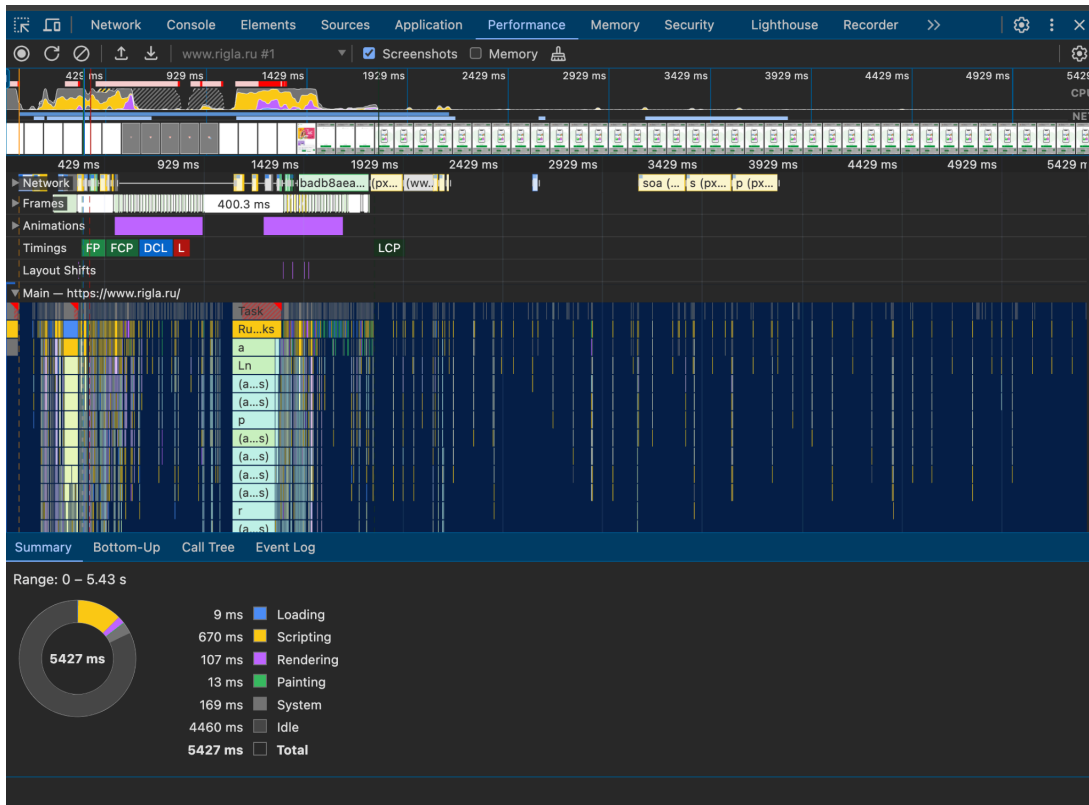 Network Console Elements Sources Application Performance Memory Security Lighthouse Recorder
www.rigla.ru #1 Screenshots Memory
429 ms 929 ms 1429 ms 1929 ms 2429 ms 2929 ms 3429 ms 3929 ms 4429 ms 4929 ms 5429
CPU
NET
429 ms 929 ms 1429 ms 1929 ms 2429 ms 2929 ms 3429 ms 3929 ms 4429 ms 4929 ms 5429 m
Network badb8aea... (px... (ww... soa (... s (px... p (px...
Frames 400.3 ms
Animations
Timings FP FCP DCL L LCP
Layout Shifts
Main — https://www.rigla.ru/
Task
Ru...ks
a
Ln
(a...s)
(a...s)
p
(a...s)
(a...s)
(a...s)
(a...s)
r
(a...s)
Summary Bottom-Up Call Tree Event Log
Range: 0 – 5.43 s
9 ms Loading
670 ms Scripting
5427 ms 107 ms Rendering
13 ms Painting
169 ms System
4460 ms Idle
5427 ms Total